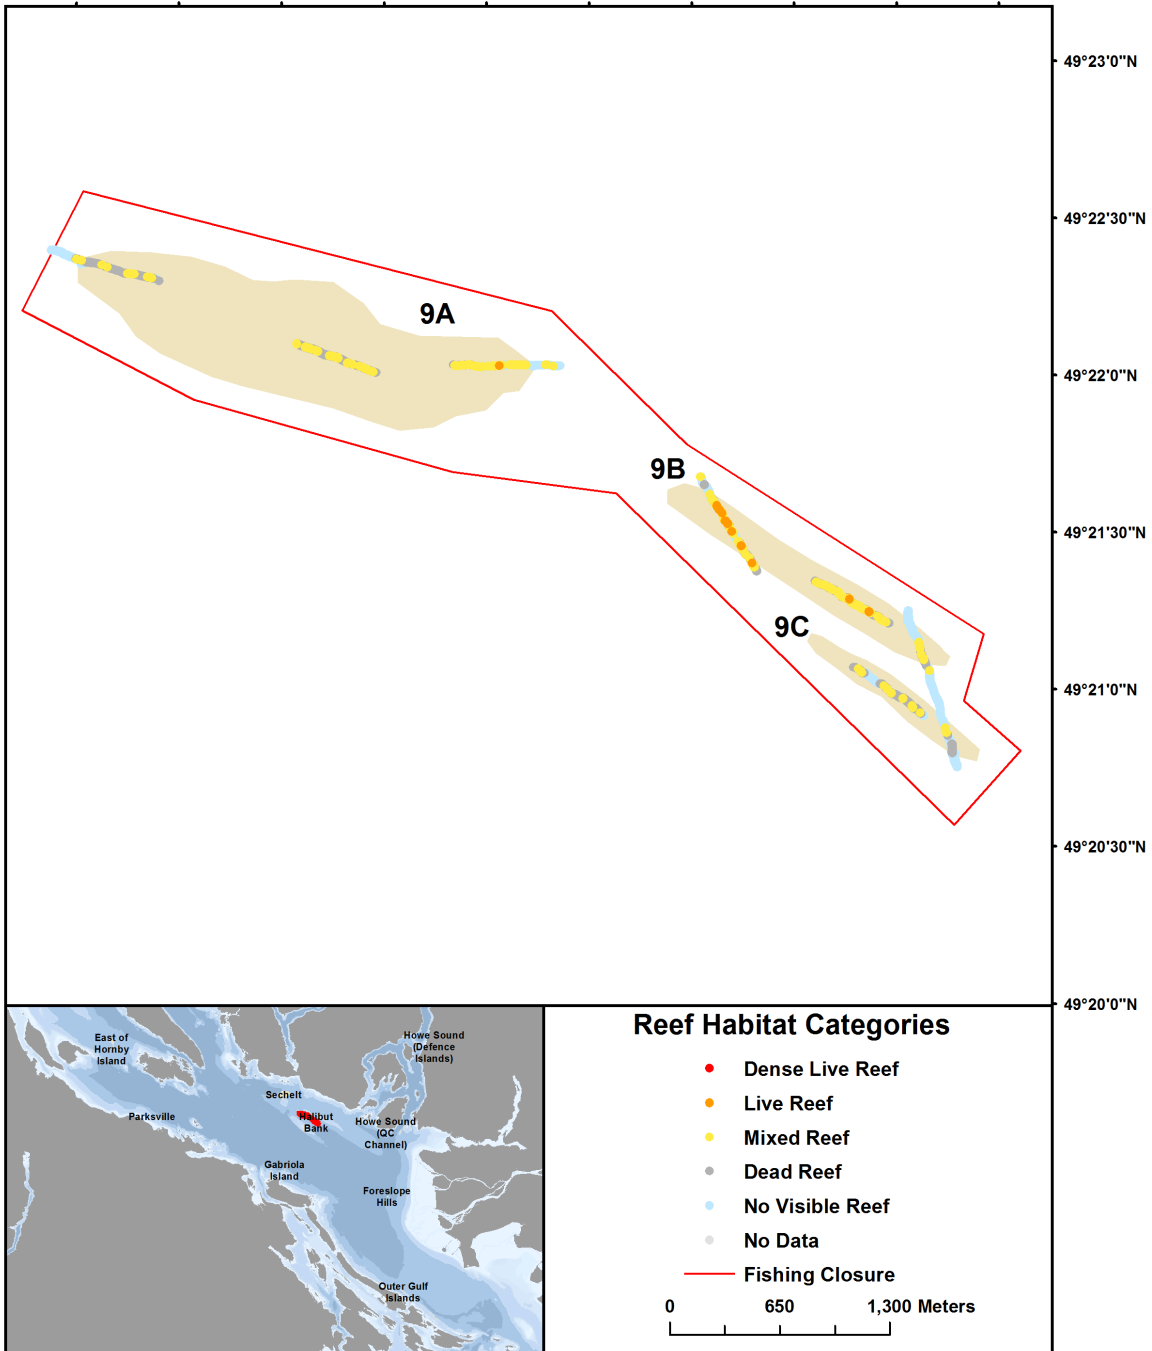 49°23'0"N
49°22'30"N
9A
49°22'0"N
9B
49°21'30"N
9C
49°21'0"N
49°20'30"N
49°20'0"N
East of
Hornby
Island
Howe Sound
(Defence
Islands)
Sechelt
Parksville
Halibut
Bank
Howe Sound
(QC
Channel)
Gabriola
Island
Foreslope
Hills
Outer Gulf
Islands
Reef Habitat Categories
Dense Live Reef
Live Reef
Mixed Reef
Dead Reef
No Visible Reef
No Data
Fishing Closure
0 650 1,300 Meters